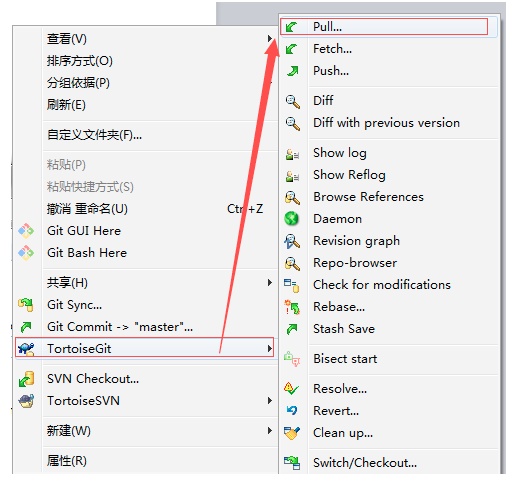 查看(V)
排序方式(O)
分组依据(P)
刷新(E)
自定义文件夹(F)...
粘贴(P)
粘贴快捷方式(S)
撤消 重命名(U) Ctrl+Z
Git GUI Here
Git Bash Here
共享(H)
Git Sync...
Git Commit -> "master"...
TortoiseGit
SVN Checkout...
TortoiseSVN
新建(W)
属性(R)
Pull...
Fetch...
Push...
Diff
Diff with previous version
Show log
Show Reflog
Browse References
Daemon
Revision graph
Repo-browser
Check for modifications
Rebase...
Stash Save
Bisect start
Resolve...
Revert...
Clean up...
Switch/Checkout...